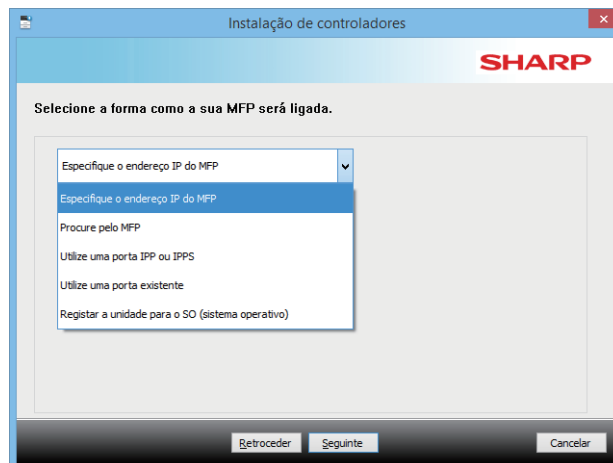 Instalação de controladores
SHARP
Selecione a forma como a sua MFP será ligada.
Especifique o endereço IP do MFP
Especifique o endereço IP do MFP
Procure pelo MFP
Utilize uma porta IPP ou IPPS
Utilize uma porta existente
Registar a unidade para o SO (sistema operativo)
Retroceder Seguinte Cancelar